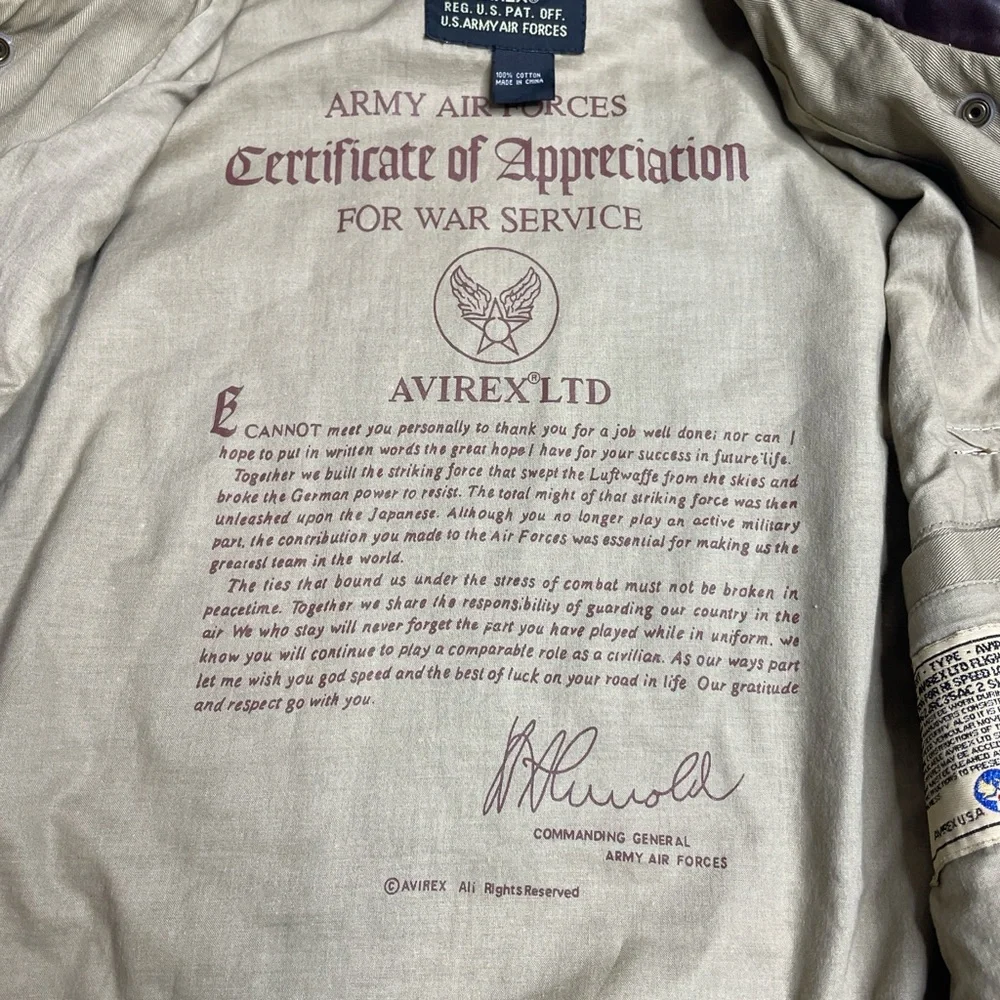 REG. U.S. PAT. OFF.
U.S. ARMY AIR FORCES
100% COTTON
MADE IN CHINA
ARMY AIR FORCES
Certificate of Appreciation
FOR WAR SERVICE
AVIREX® LTD
CANNOT meet you personally to thank you for a job well done; nor can I
hope to put in written words the great hope I have for your success in future life.
Together we built the striking force that swept the Luftwaffe from the skies and
broke the German power to resist. The total might of that striking force was then
unleashed upon the Japanese. Although you no longer play an active military
part, the contribution you made to the Air Forces was essential for making us the
greatest team in the world.
The ties that bound us under the stress of combat must not be broken in
peacetime. Together we share the responsibility of guarding our country in the
air We who stay will never forget the part you have played while in uniform. we
know you will continue to play a comparable role as a civilian. As our ways part
let me wish you god speed and the best of luck on your road in life Our gratitude
and respect go with you.
H H Arnold
COMMANDING GENERAL
ARMY AIR FORCES
©AVIREX All Rights Reserved
TYPE - AVIR
AVIREX LTD FLIGH
FOR HI SPEED
AVIREX U.S.A